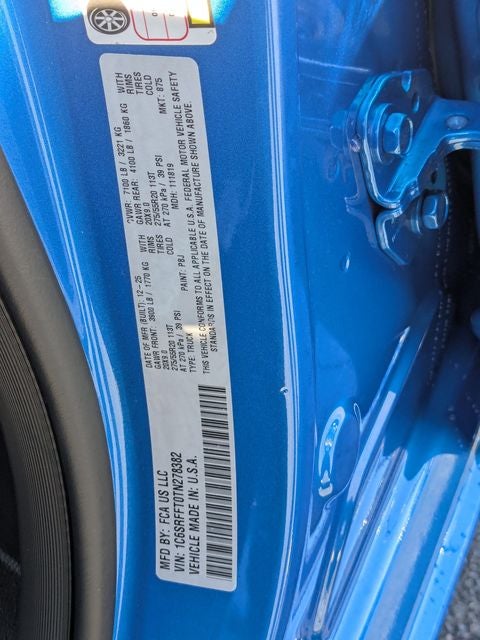 MFD BY: FCA US LLC
VIN: 1C6SRFFT0TN278382
VEHICLE MADE IN: U.S.A.
DATE OF MFR (BUILT): 12-25
GVWR: 7100 LB / 3221 KG
GAWR FRONT: 3900 LB / 1770 KG WITH
20X9.0 RIMS
275/55R20 113T TIRES
AT 270 kPa / 39 PSI COLD
GAWR REAR: 4100 LB / 1860 KG WITH
20X9.0 RIMS
275/55R20 113T TIRES
AT 270 kPa / 39 PSI COLD
TYPE: TRUCK
PAINT: PBJ
MDH: 111819
MKT: 875
THIS VEHICLE CONFORMS TO ALL APPLICABLE U.S.A. FEDERAL MOTOR VEHICLE SAFETY
STANDARDS IN EFFECT ON THE DATE OF MANUFACTURE SHOWN ABOVE.